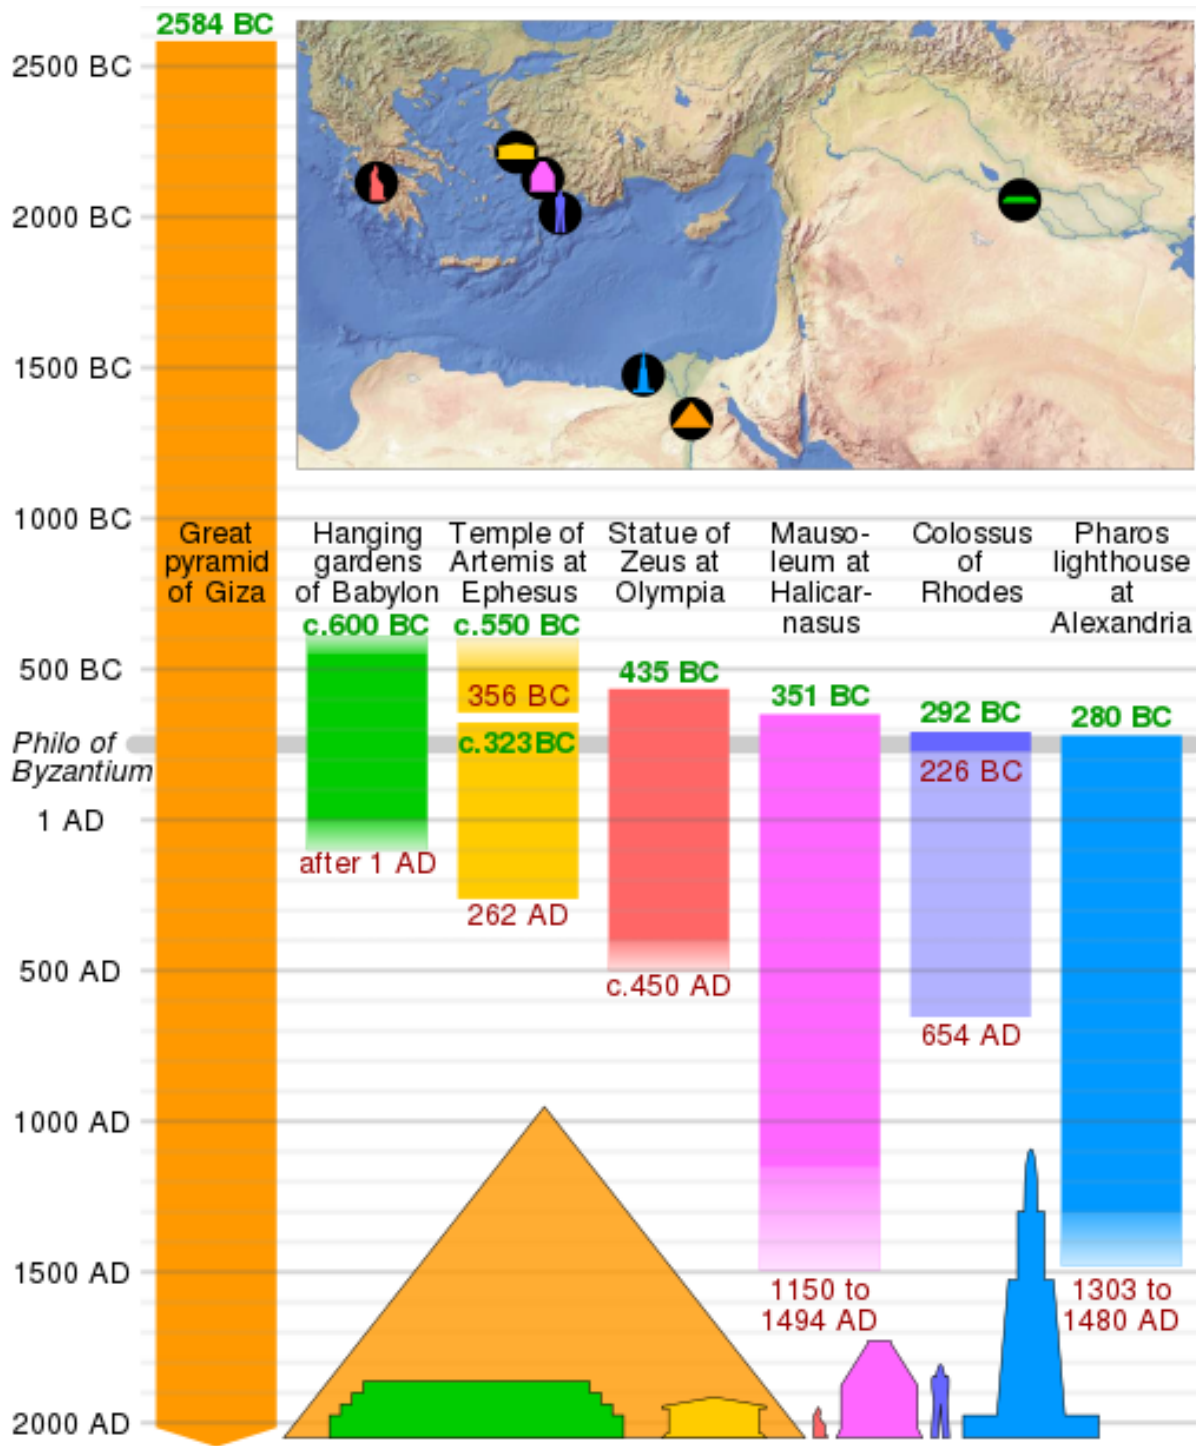 2584 BC
2500 BC
2000 BC
1500 BC
1000 BC
Great
pyramid
of Giza
Hanging
gardens
of Babylon
c.600 BC
Temple of
Artemis at
Ephesus
c.550 BC
356 BC
c.323BC
Statue of
Zeus at
Olympia
435 BC
Mauso-
leum at
Halicar-
nasus
351 BC
Colossus
of
Rhodes
292 BC
226 BC
Pharos
lighthouse
at
Alexandria
280 BC
500 BC
Philo of
Byzantium
1 AD
after 1 AD
262 AD
500 AD
c.450 AD
654 AD
1000 AD
1500 AD
1150 to
1494 AD
1303 to
1480 AD
2000 AD